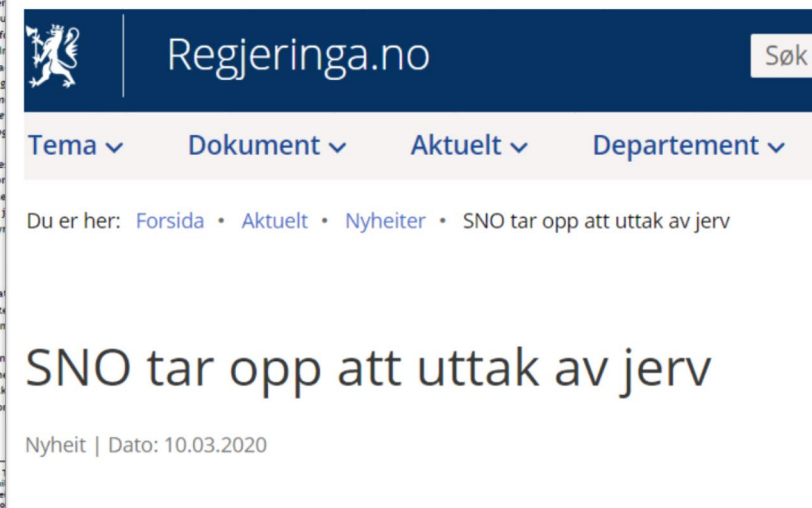 Regjeringa.no
Søk
Tema Dokument Aktuelt Departement
Du er her: Forsida • Aktuelt • Nyheiter • SNO tar opp att uttak av jerv
SNO tar opp att uttak av jerv
Nyheit | Dato: 10.03.2020